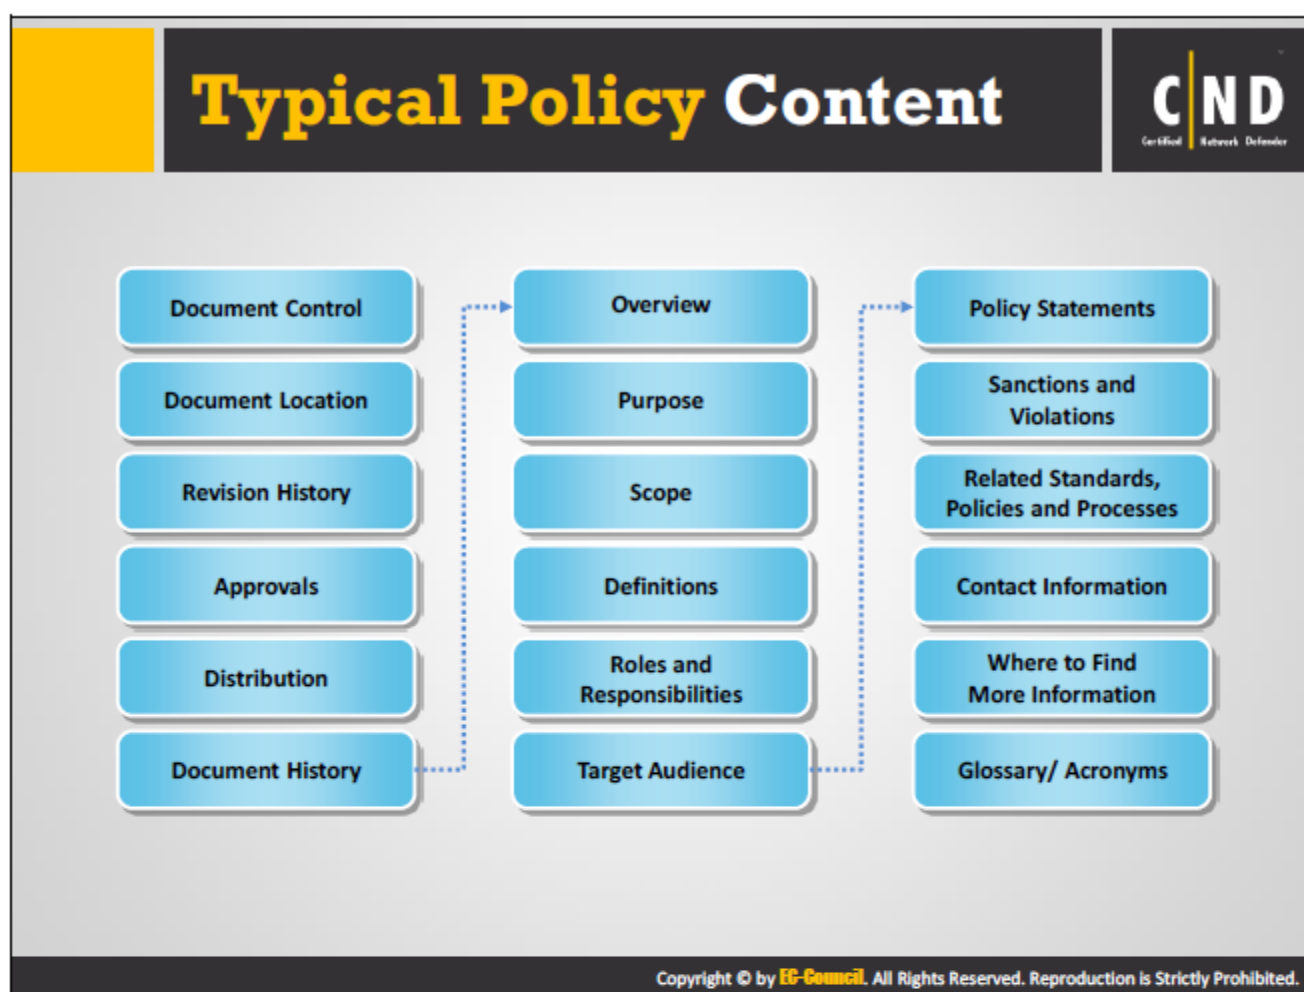 Typical Policy Content
C ND
Certified Network Defender
Document Control
Document Location
Revision History
Approvals
Distribution
Document History
Overview
Purpose
Scope
Definitions
Roles and
Responsibilities
Target Audience
Policy Statements
Sanctions and
Violations
Related Standards,
Policies and Processes
Contact Information
Where to Find
More Information
Glossary/ Acronyms
Copyright © by EC-Council. All Rights Reserved. Reproduction is Strictly Prohibited.